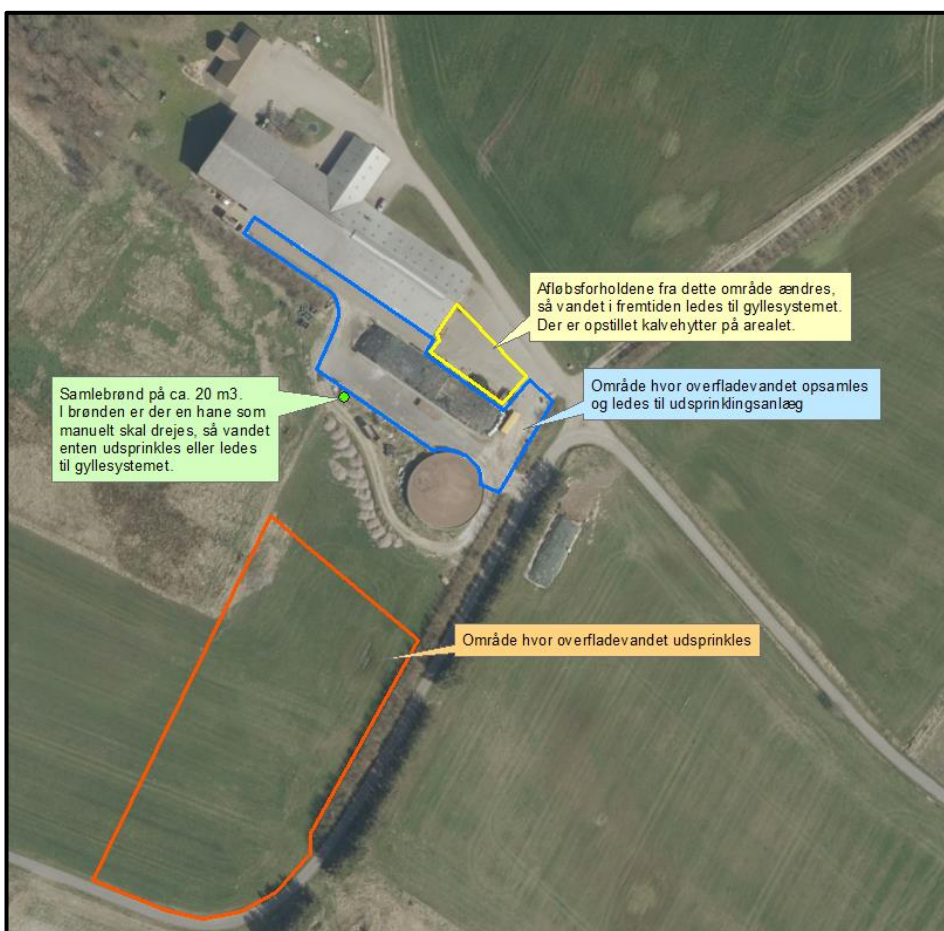 Afløbsforholdene fra dette område ændres,
så vandet i fremtiden ledes til gyllesystemet.
Der er opstillet kalvehytter på arealet.
Område hvor overfladevandet opsamles
og ledes til udsprinklingsanlæg
Samlebrønd på ca. 20 m3.
I brønden er der en hane som
manuelt skal drejes, så vandet
enten udsprinkles eller ledes
til gyllesystemet.
Område hvor overfladevandet udsprinkles